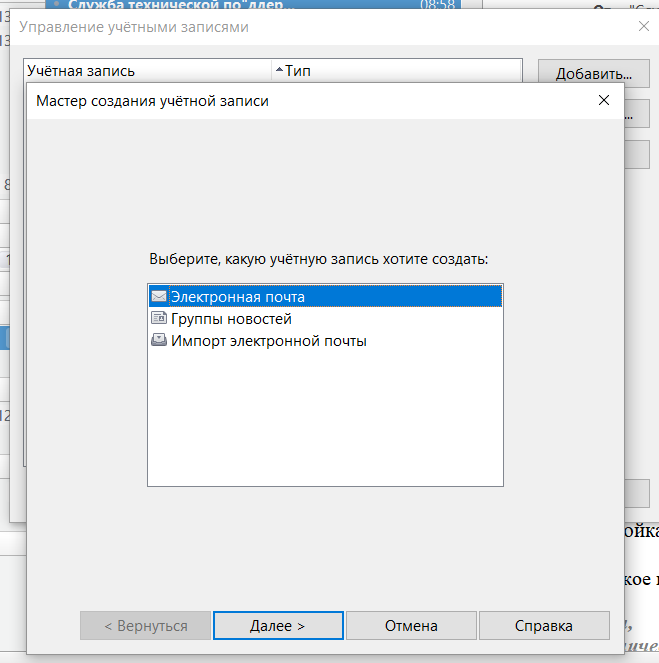 Служба технической по"ддер...
08:58
Управление учётными записями
Учётная запись
Тип
Добавить...
Мастер создания учётной записи
Выберите, какую учётную запись хотите создать:
Электронная почта
Группы новостей
Импорт электронной почты
< Вернуться
Далее >
Отмена
Справка